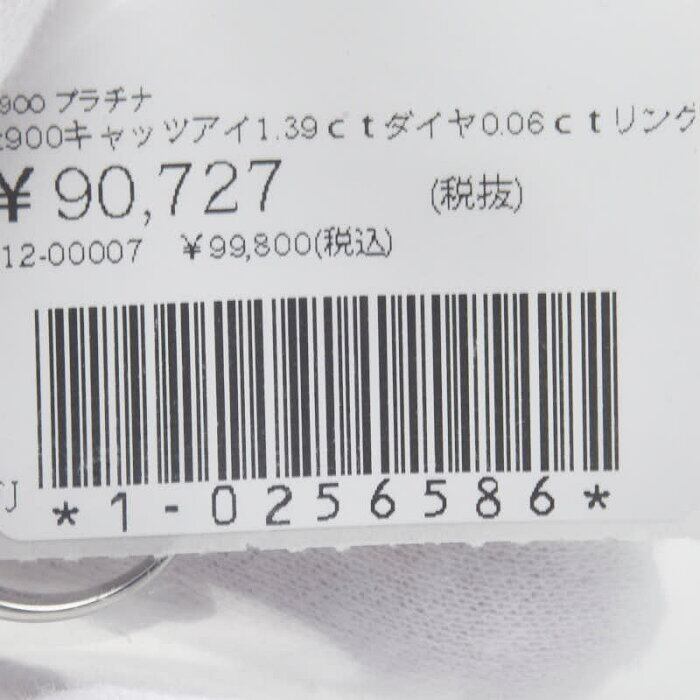 900 プラチナ
t900キャッツアイ1.39ctダイヤ0.06ctリング
¥90,727 (税抜)
12-00007 ¥99,800(税込)
*1-0256586*